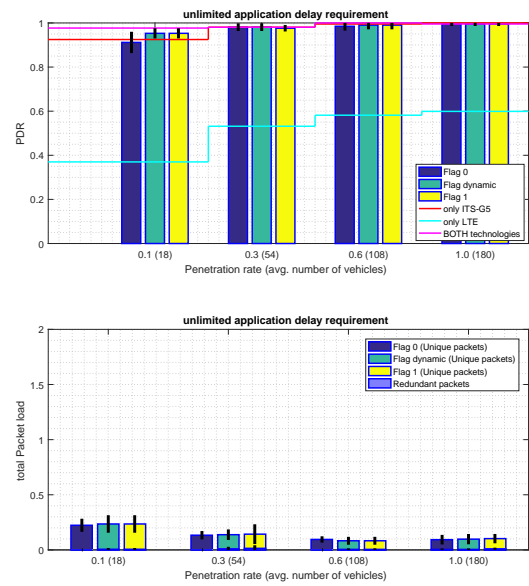 unlimited application delay requirement
1
0.8
0.6
0.4
0.2
0
PDR
Flag 0
Flag dynamic
Flag 1
only ITS-G5
only LTE
BOTH technologies
0.1 (18) 0.3 (54) 0.6 (108) 1.0 (180)
Penetration rate (avg. number of vehicles)
unlimited application delay requirement
2
1.5
1
0.5
0
total Packet load
Flag 0 (Unique packets)
Flag dynamic (Unique packets)
Flag 1 (Unique packets)
Redundant packets
0.1 (18) 0.3 (54) 0.6 (108) 1.0 (180)
Penetration rate (avg. number of vehicles)